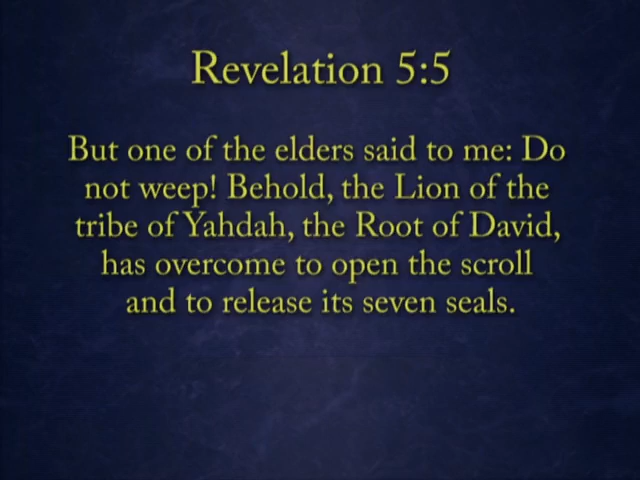 Revelation 5:5
But one of the elders said to me: Do
not weep! Behold, the Lion of the
tribe of Yahdah, the Root of David,
has overcome to open the scroll
and to release its seven seals.